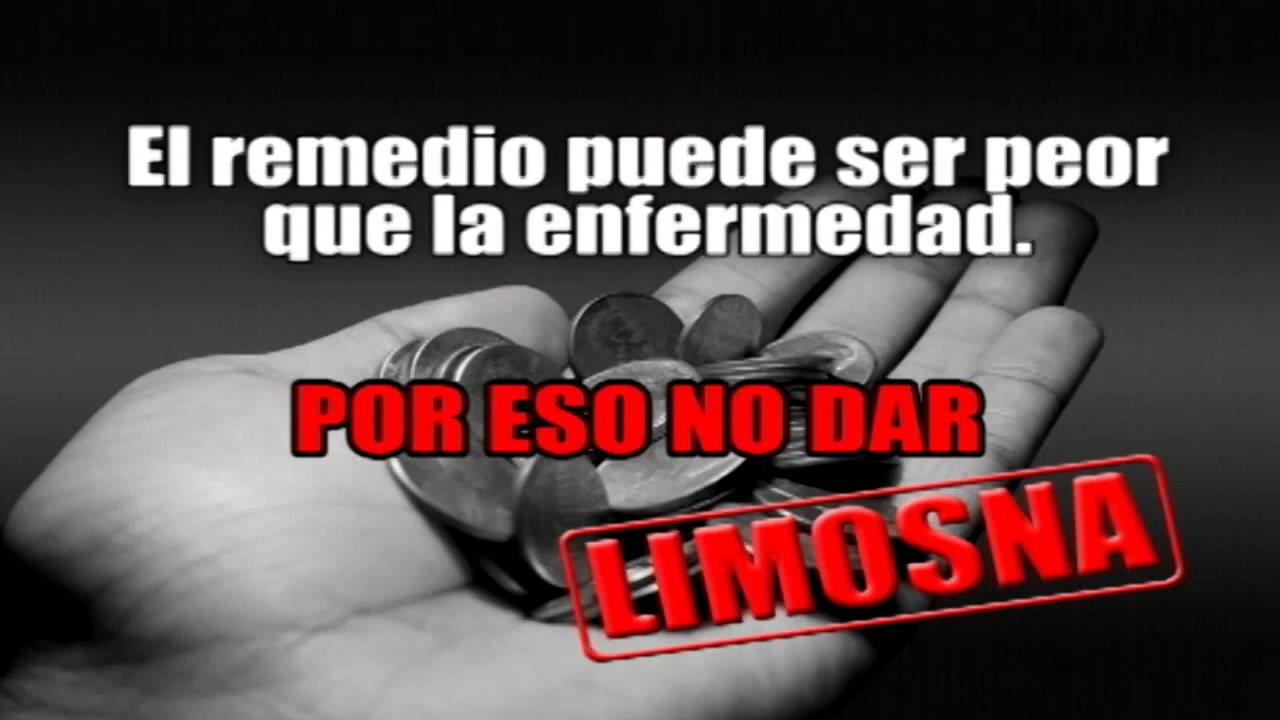 El remedio puede ser peor
que la enfermedad.
POR ESO NO DAR
LIMOSNA